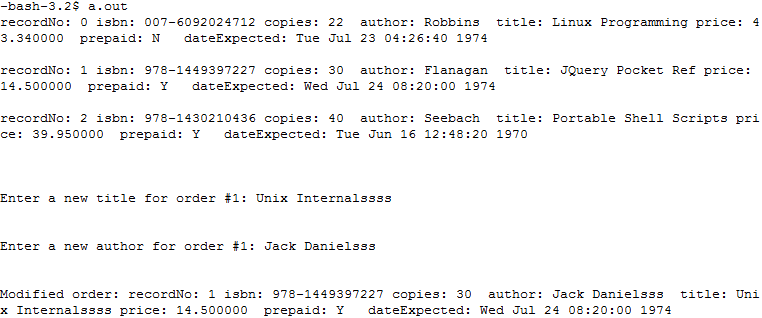 -bash-3.2$ a.out
recordNo: 0 isbn: 007-6092024712 copies: 22  author: Robbins  title: Linux Programming price: 4
3.340000  prepaid: N   dateExpected: Tue Jul 23 04:26:40 1974
recordNo: 1 isbn: 978-1449397227 copies: 30  author: Flanagan  title: JQuery Pocket Ref price:
14.500000  prepaid: Y   dateExpected: Wed Jul 24 08:20:00 1974
recordNo: 2 isbn: 978-1430210436 copies: 40  author: Seebach  title: Portable Shell Scripts pri
ce: 39.950000  prepaid: Y   dateExpected: Tue Jun 16 12:48:20 1970
Enter a new title for order #1: Unix Internalssss
Enter a new author for order #1: Jack Danielsss
Modified order: recordNo: 1 isbn: 978-1449397227 copies: 30  author: Jack Danielsss  title: Uni
x Internalssss price: 14.500000  prepaid: Y   dateExpected: Wed Jul 24 08:20:00 1974